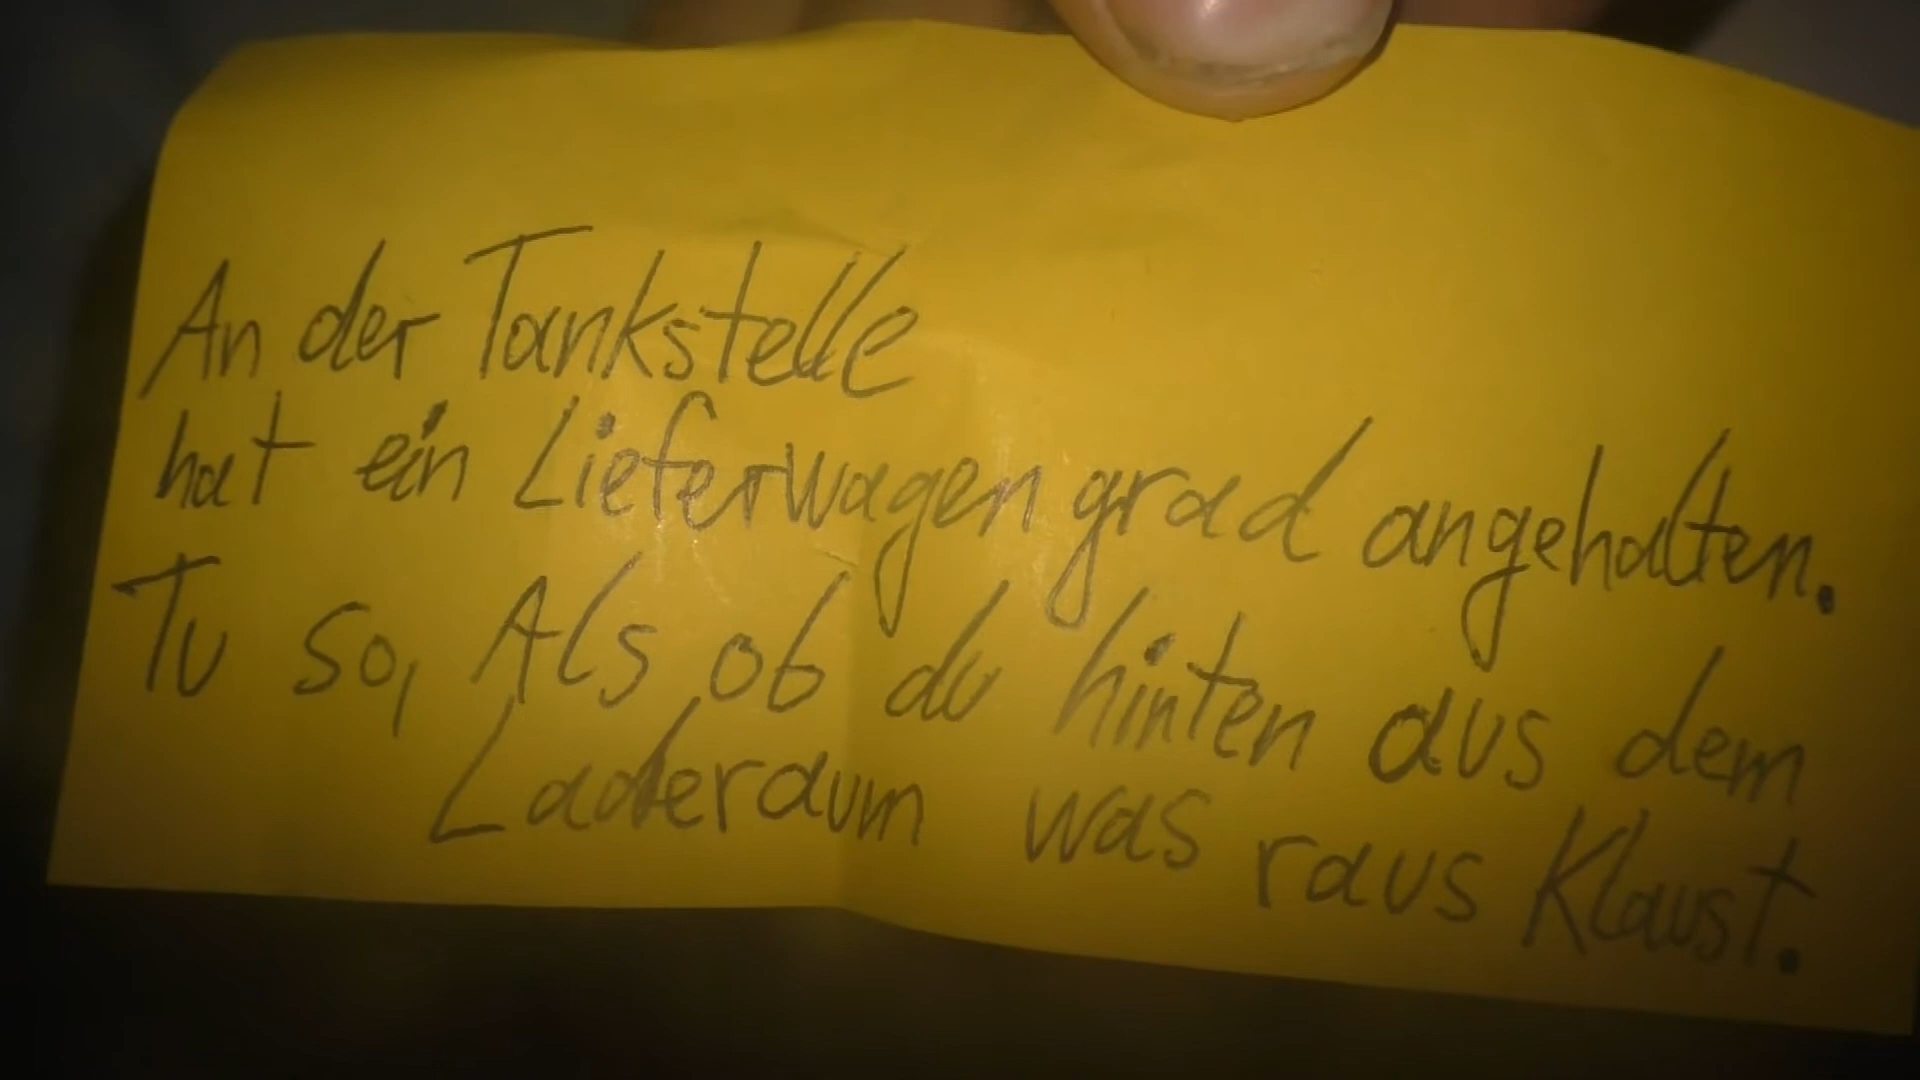 An der Tankstelle
hat ein Lieferwagen grad angehalten.
Tu so, Als ob du hinten aus dem
Laderaum was raus Klaust.